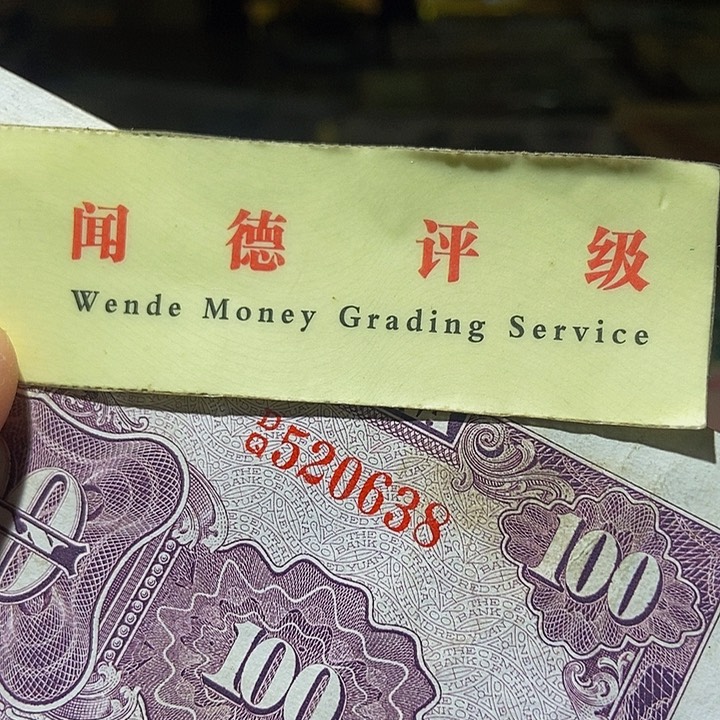 闻德评级
Wende Money Grading Service
D/Q 520638
100
100